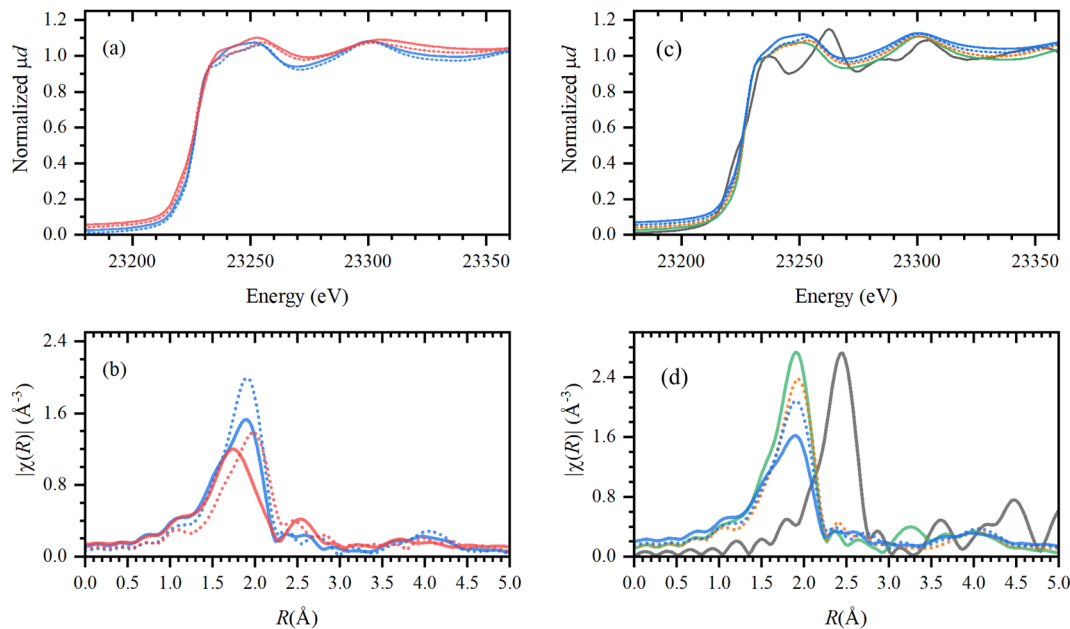 (a)
1.2
1.0
0.8
0.6
0.4
0.2
0.0
Normalized μd
23200 23250 23300 23350
Energy (eV)
(c)
1.2
1.0
0.8
0.6
0.4
0.2
0.0
Normalized μd
23200 23250 23300 23350
Energy (eV)
(b)
2.4
1.6
0.8
0.0
|χ(R)| (Å⁻³)
0.0 0.5 1.0 1.5 2.0 2.5 3.0 3.5 4.0 4.5 5.0
R(Å)
(d)
2.4
1.6
0.8
0.0
|χ(R)| (Å⁻³)
0.0 0.5 1.0 1.5 2.0 2.5 3.0 3.5 4.0 4.5 5.0
R(Å)